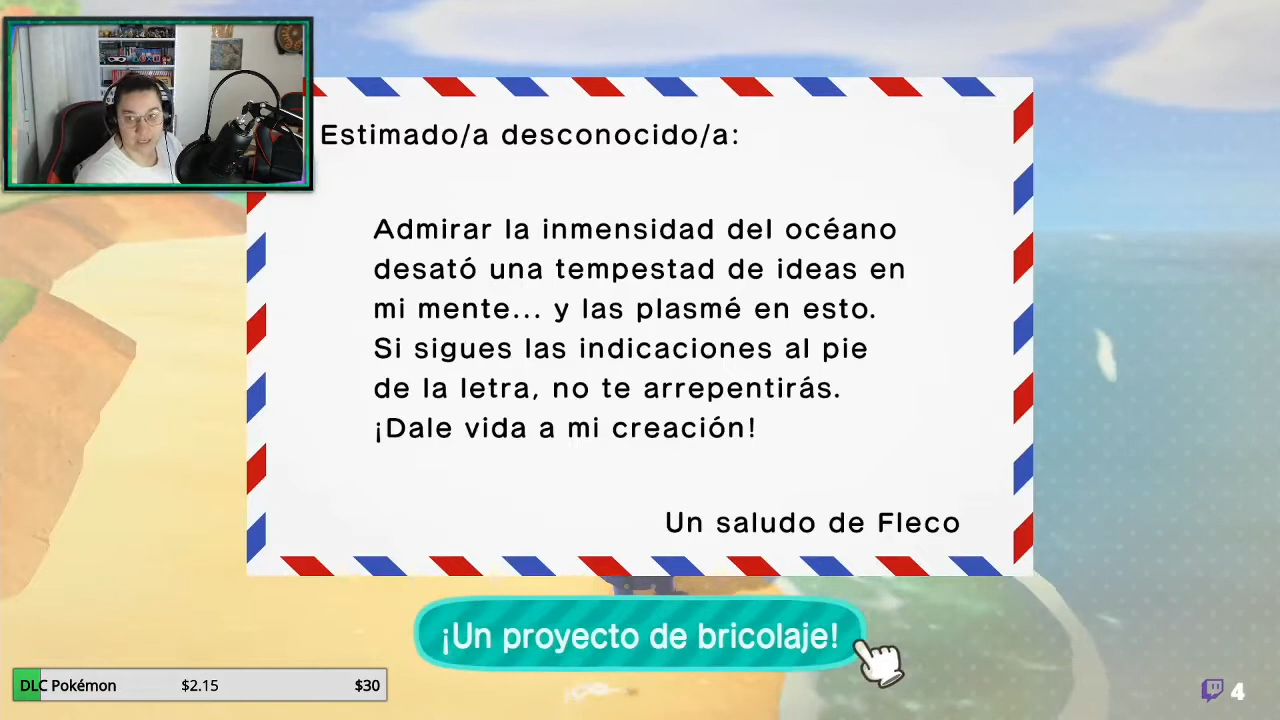 Estimado/a desconocido/a:
Admirar la inmensidad del océano
desató una tempestad de ideas en
mi mente... y las plasmé en esto.
Si sigues las indicaciones al pie
de la letra, no te arrepentirás.
¡Dale vida a mi creación!
Un saludo de Fleco
¡Un proyecto de bricolaje!
DLC Pokémon $2.15 $30
4